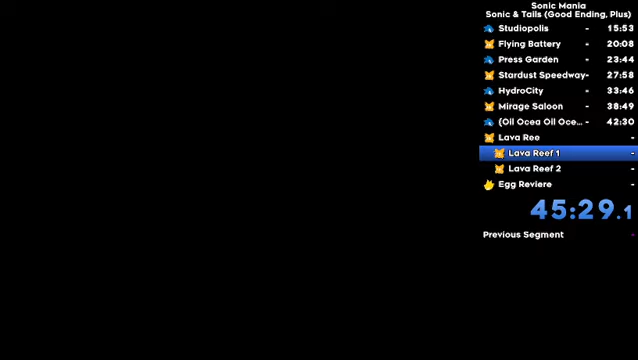 Sonic Mania
Sonic & Tails (Good Ending, Plus)
Studiopolis - 15:53
Flying Battery - 20:08
Press Garden - 23:44
Stardust Speedway- 27:58
HydroCity - 33:46
Mirage Saloon - 38:49
(Oil Ocea Oil Oce... - 42:30
Lava Ree -
Lava Reef 1 -
Lava Reef 2 -
Egg Reviere -
45:29.1
Previous Segment -